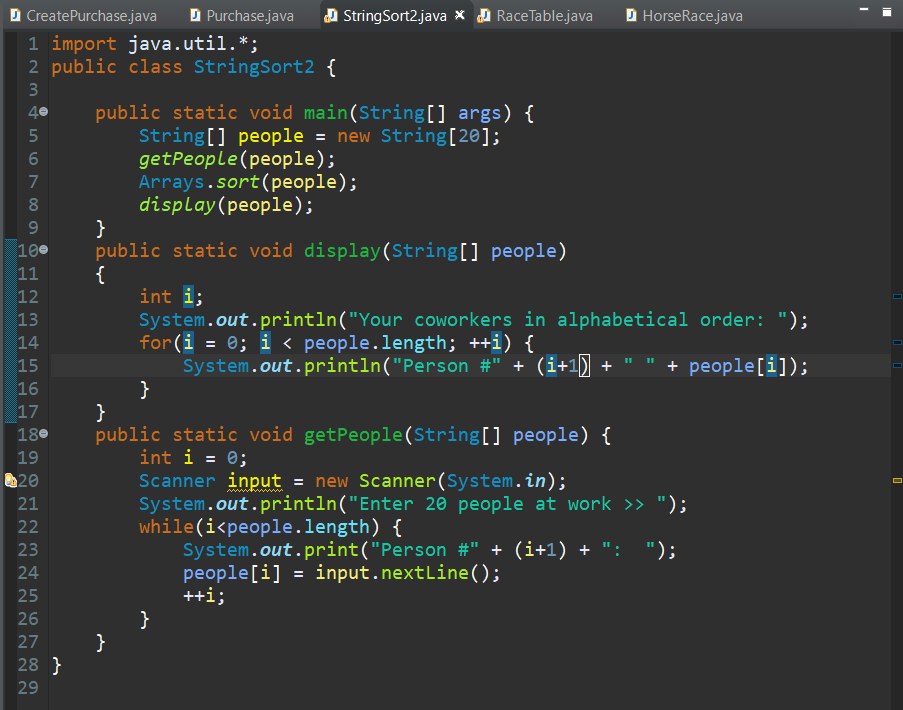 CreatePurchase.java Purchase.java StringSort2.java RaceTable.java HorseRace.java
1 import java.util.*;
2 public class StringSort2 {
3
4 public static void main(String[] args) {
5 String[] people = new String[20];
6 getPeople(people);
7 Arrays.sort(people);
8 display(people);
9 }
10 public static void display(String[] people)
11 {
12 int i;
13 System.out.println("Your coworkers in alphabetical order: ");
14 for(i = 0; i < people.length; ++i) {
15 System.out.println("Person #" + (i+1) + " " + people[i]);
16 }
17 }
18 public static void getPeople(String[] people) {
19 int i = 0;
20 Scanner input = new Scanner(System.in);
21 System.out.println("Enter 20 people at work >> ");
22 while(i<people.length) {
23 System.out.print("Person #" + (i+1) + ":  ");
24 people[i] = input.nextLine();
25 ++i;
26 }
27 }
28 }
29